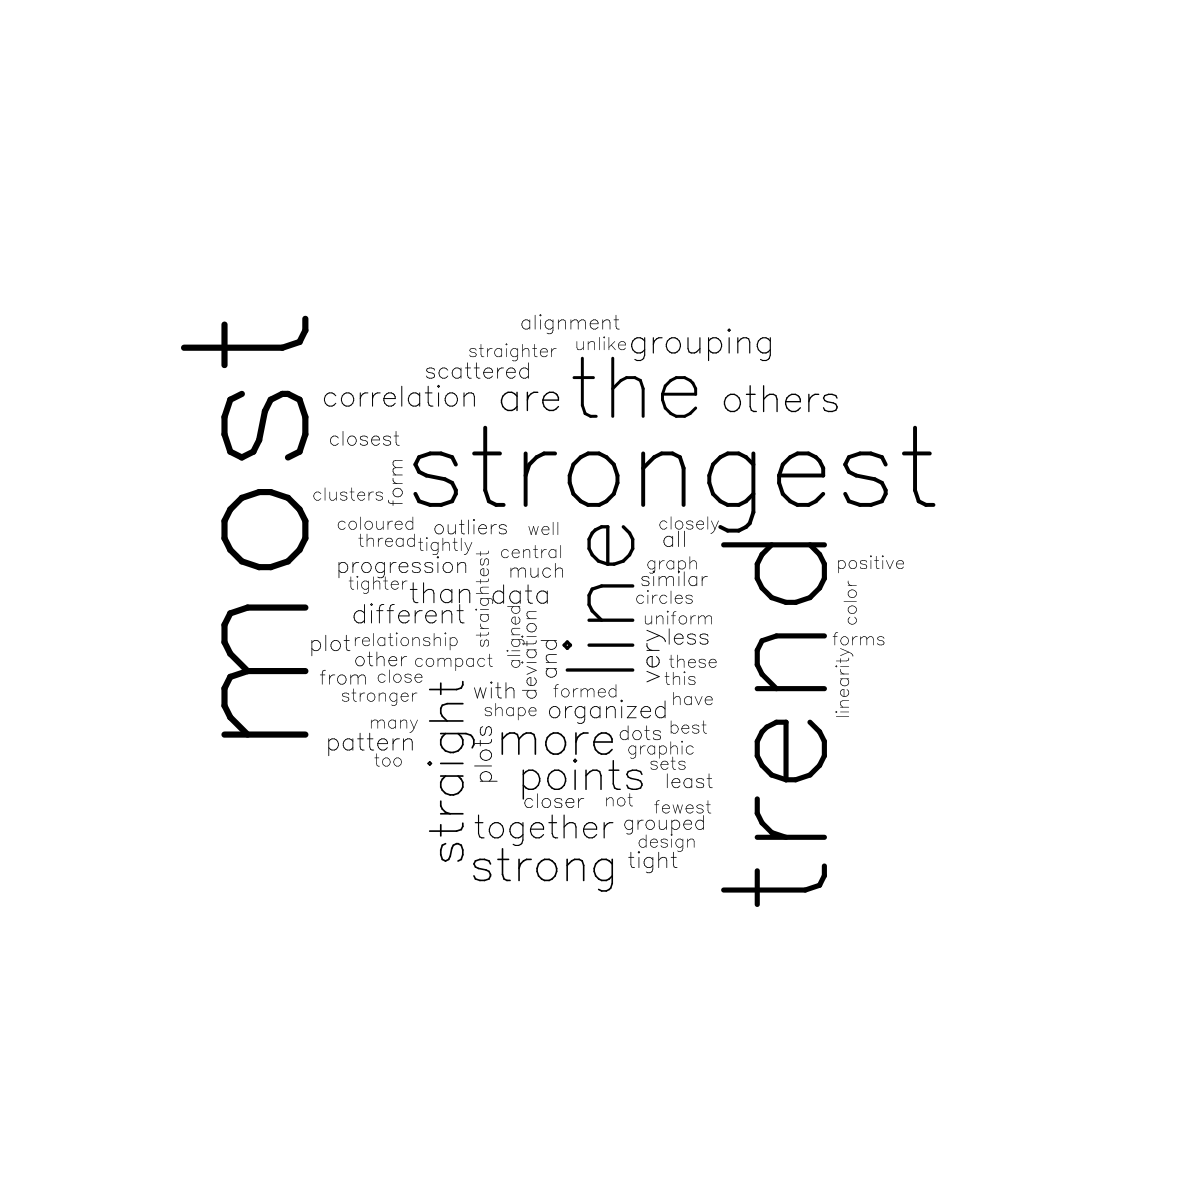 alignment
straighter
unlike
grouping
scattered
the
correlation
are
others
most
closest
strongest
form
clusters
coloured
outliers
well
closely
thread
tightly
line
all
central
progression
much
graph
positive
tighter
similar
straightest
than
data
circles
color
different
aligned
deviation
uniform
trend
plot
relationship
and
very
less
forms
other
compact
these
linearity
from
close
this
stronger
with
formed
have
straight
shape
organized
many
plots
more
dots
best
pattern
graphic
too
points
sets
least
closer
not
fewest
together
grouped
design
strong
tight